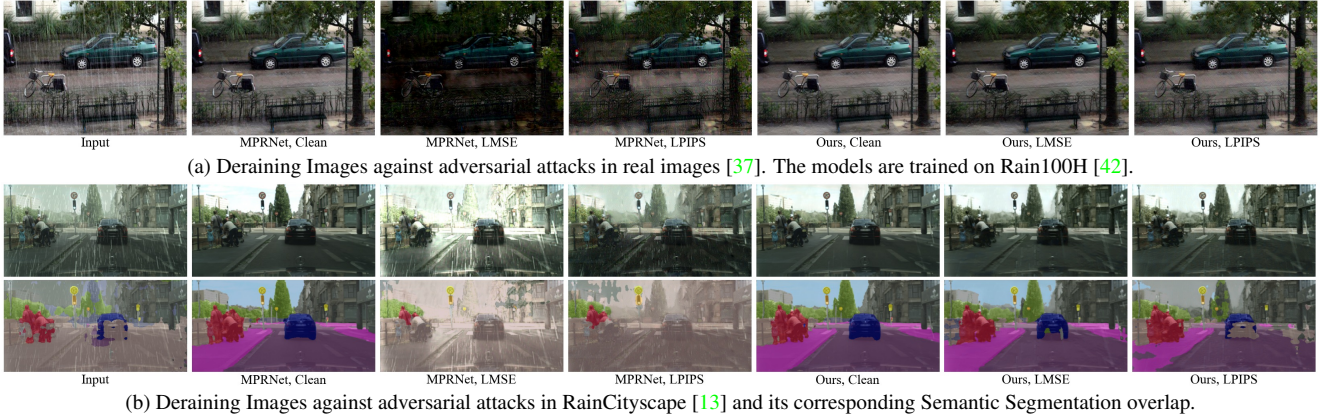 Input MPRNet, Clean MPRNet, LMSE MPRNet, LPIPS Ours, Clean Ours, LMSE Ours, LPIPS
(a) Deraining Images against adversarial attacks in real images [37]. The models are trained on Rain100H [42].
Input MPRNet, Clean MPRNet, LMSE MPRNet, LPIPS Ours, Clean Ours, LMSE Ours, LPIPS
(b) Deraining Images against adversarial attacks in RainCityscape [13] and its corresponding Semantic Segmentation overlap.